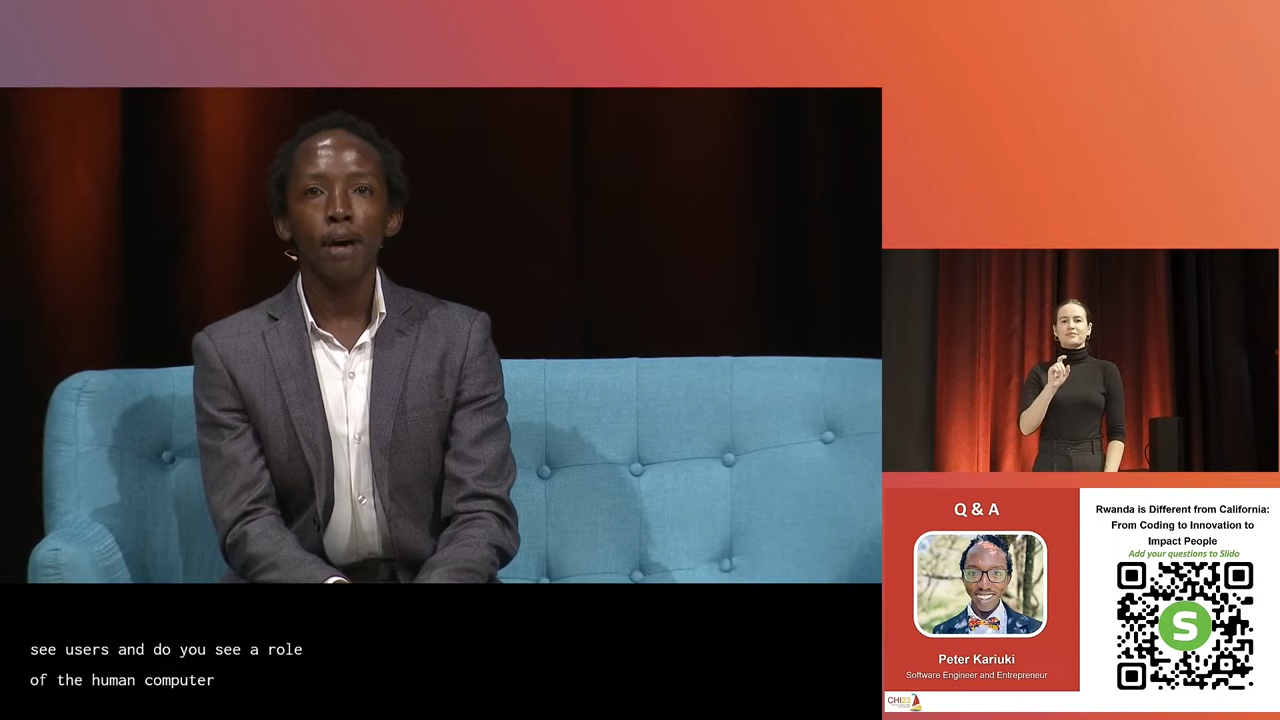 see users and do you see a role
of the human computer
Q & A
Peter Kariuki
Software Engineer and Entrepreneur
CHI23
Rwanda is Different from California:
From Coding to Innovation to
Impact People
Add your questions to Slido
S